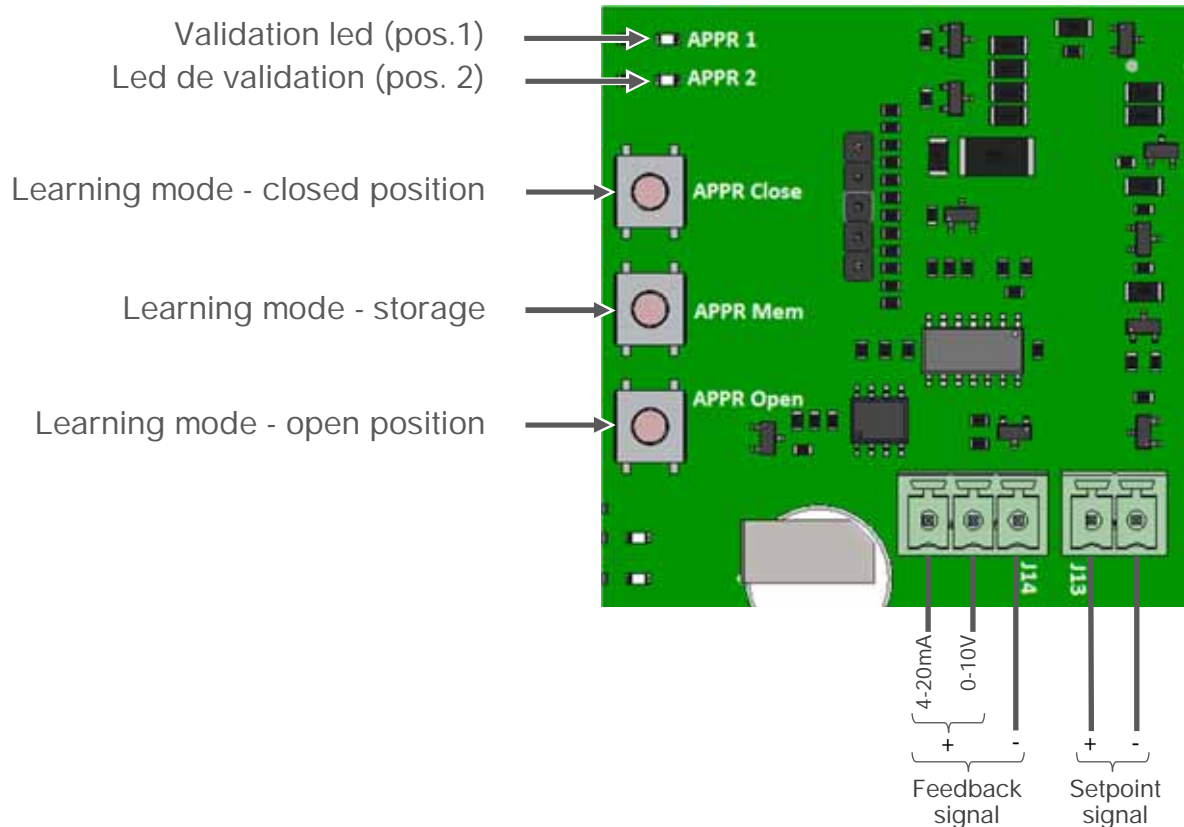 Validation led (pos.1)
APPR 1
Led de validation (pos. 2)
APPR 2
Learning mode - closed position
APPR Close
Learning mode - storage
APPR Mem
APPR Open
Learning mode - open position
J14
J13
4-20mA
0-10V
+
-
+
-
Feedback
signal
Setpoint
signal